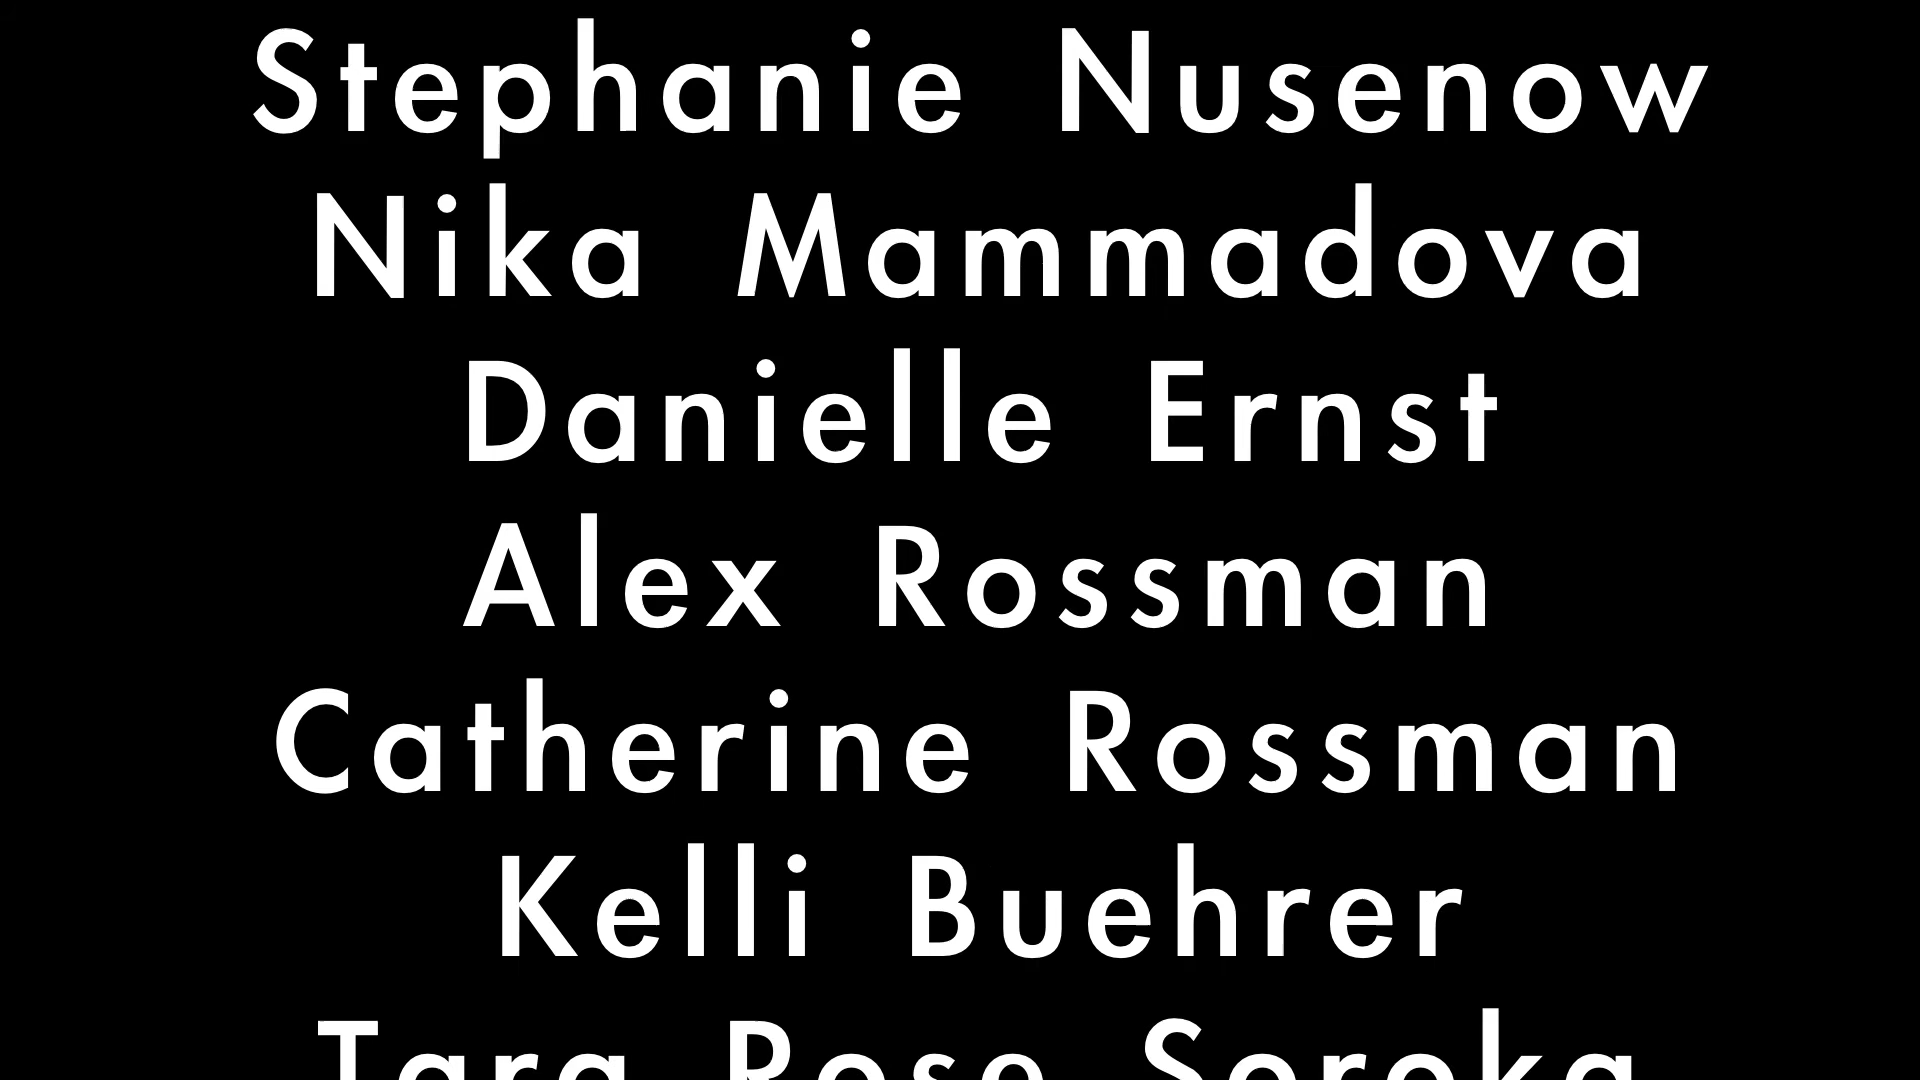 Stephanie Nusenow
Nika Mammadova
Danielle Ernst
Alex Rossman
Catherine Rossman
Kelli Buehrer
Tara Rose Soroka